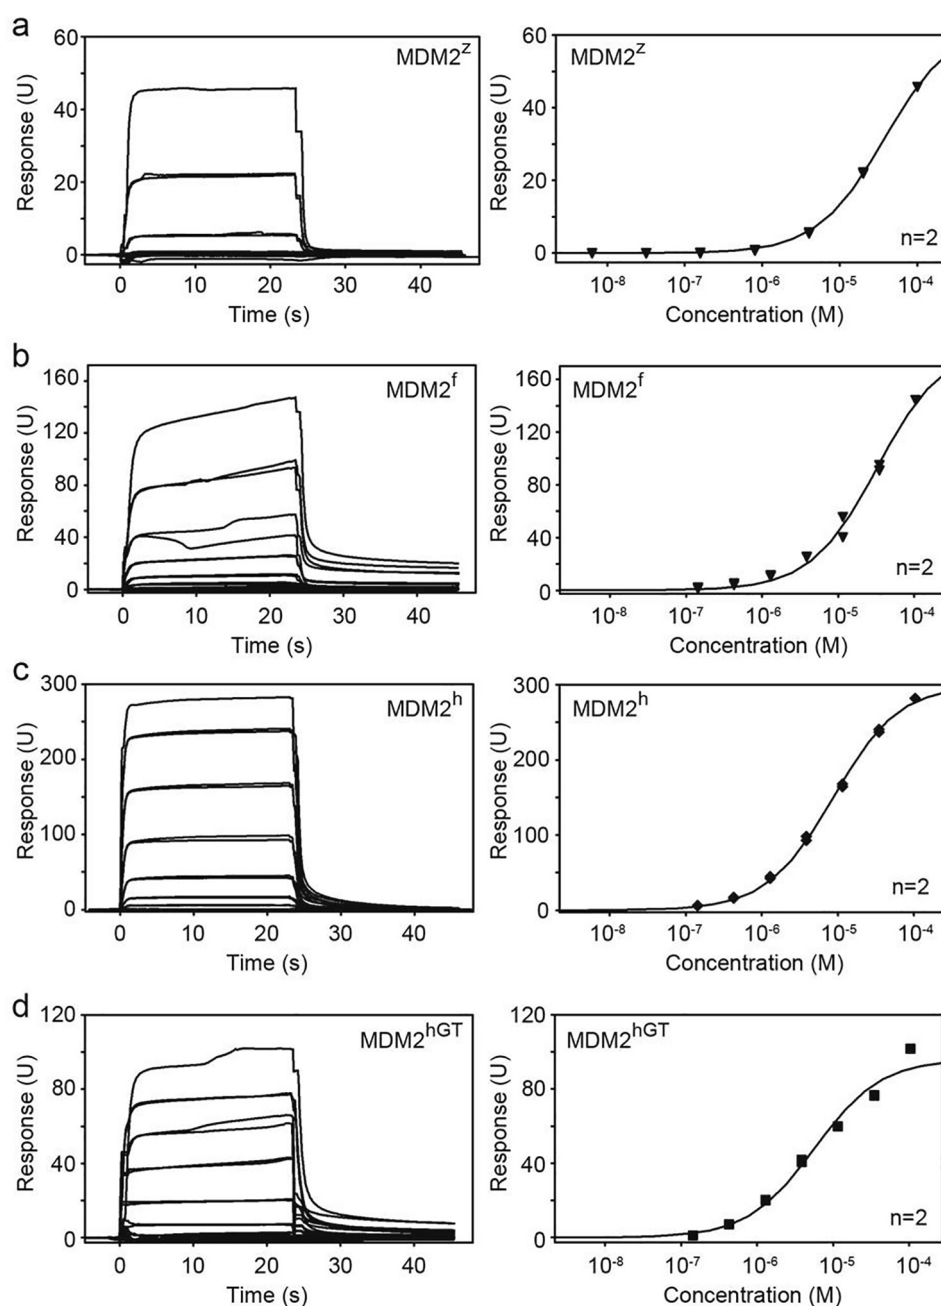 a
MDM2ᶻ
Response (U)
60
40
20
0
0 10 20 30 40
Time (s)
MDM2ᶻ
Response (U)
60
40
20
0
n=2
10⁻⁸ 10⁻⁷ 10⁻⁶ 10⁻⁵ 10⁻⁴
Concentration (M)
b
MDM2ᶠ
Response (U)
160
120
80
40
0
0 10 20 30 40
Time (s)
MDM2ᶠ
Response (U)
160
120
80
40
0
n=2
10⁻⁸ 10⁻⁷ 10⁻⁶ 10⁻⁵ 10⁻⁴
Concentration (M)
c
MDM2ʰ
Response (U)
300
200
100
0
0 10 20 30 40
Time (s)
MDM2ʰ
Response (U)
300
200
100
0
n=2
10⁻⁸ 10⁻⁷ 10⁻⁶ 10⁻⁵ 10⁻⁴
Concentration (M)
d
MDM2ʰᴳᵀ
Response (U)
120
80
40
0
0 10 20 30 40
Time (s)
MDM2ʰᴳᵀ
Response (U)
120
80
40
0
n=2
10⁻⁸ 10⁻⁷ 10⁻⁶ 10⁻⁵ 10⁻⁴
Concentration (M)